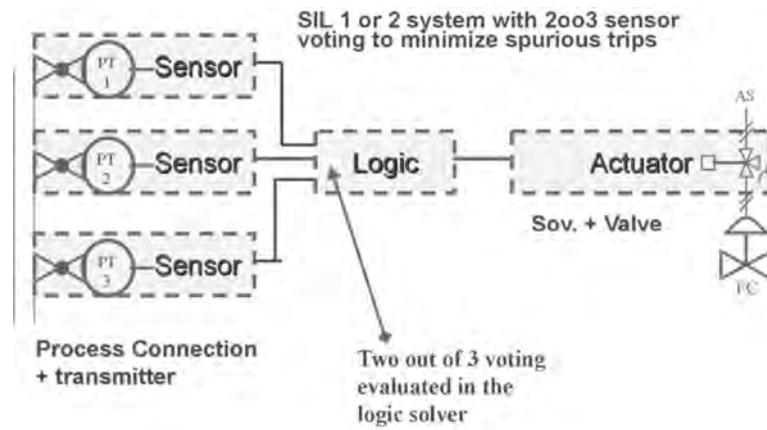 SIL 1 or 2 system with 2oo3 sensor
voting to minimize spurious trips
PT
1
Sensor
PT
2
Sensor
PT
3
Sensor
Logic
Actuator
AS
Sov. + Valve
FC
Process Connection
+ transmitter
Two out of 3 voting
evaluated in the
logic solver